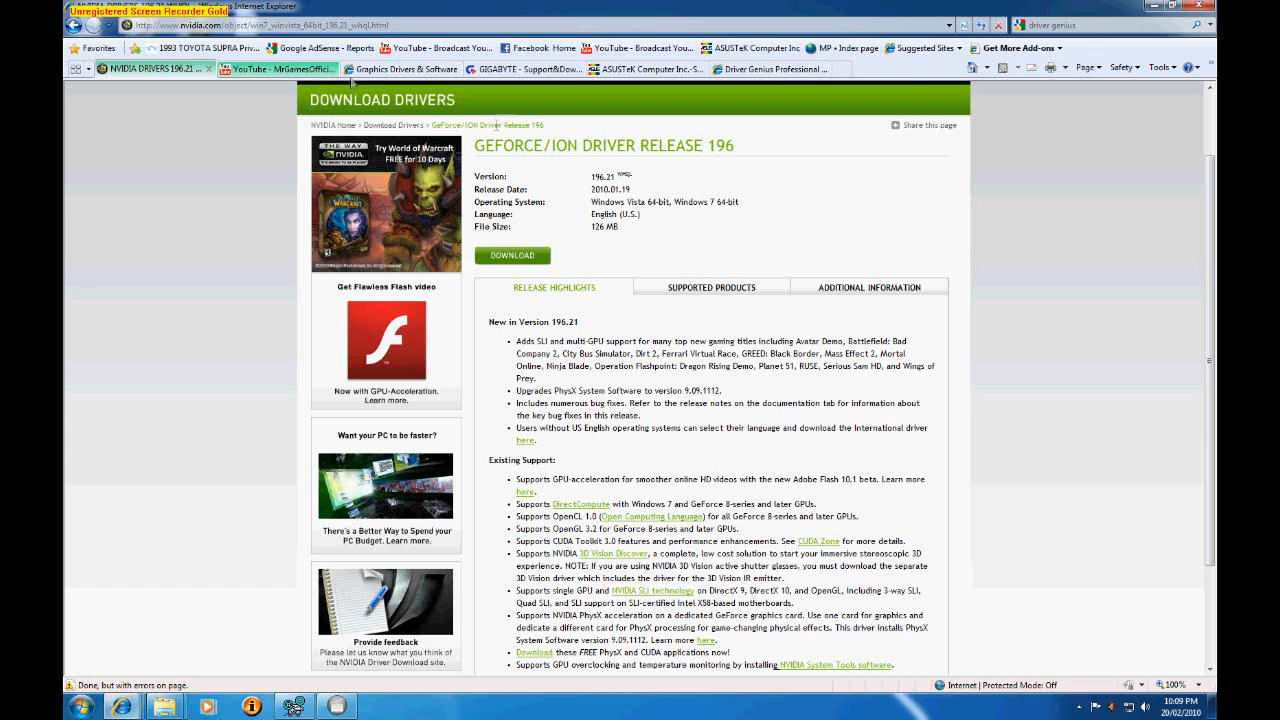 Unregistered Screen Recorder Gold
Internet Explorer
http://www.nvidia.com/object/win7_winvista_64bit_196.21_whql.html
driver genius
Favorites
1993 TOYOTA SUPRA Priv...
Google AdSense - Reports
YouTube - Broadcast You...
Facebook Home
YouTube - Broadcast You...
ASUSTeK Computer Inc
MP • Index page
Suggested Sites
Get More Add-ons
NVIDIA DRIVERS 196.21 ...
YouTube - MrGamesOffici...
Graphics Drivers & Software
GIGABYTE - Support&Dow...
ASUSTeK Computer Inc.-S...
Driver Genius Professional ...
Page
Safety
Tools
DOWNLOAD DRIVERS
NVIDIA Home > Download Drivers > GeForce/ION Driver Release 196
Share this page
THE WAY
NVIDIA
IT'S MEANT TO BE PLAYED
Try World of Warcraft
FREE for 10 Days
WARCRAFT
GEFORCE/ION DRIVER RELEASE 196
Version: 196.21 WHQL
Release Date: 2010.01.19
Operating System: Windows Vista 64-bit, Windows 7 64-bit
Language: English (U.S.)
File Size: 126 MB
DOWNLOAD
Get Flawless Flash video
Now with GPU-Acceleration.
Learn more.
Want your PC to be faster?
There's a Better Way to Spend your
PC Budget. Learn more.
Provide feedback
Please let us know what you think of
the NVIDIA Driver Download site.
RELEASE HIGHLIGHTS
SUPPORTED PRODUCTS
ADDITIONAL INFORMATION
New in Version 196.21
• Adds SLI and multi-GPU support for many top new gaming titles including Avatar Demo, Battlefield: Bad
Company 2, City Bus Simulator, Dirt 2, Ferrari Virtual Race, GREED: Black Border, Mass Effect 2, Mortal
Online, Ninja Blade, Operation Flashpoint: Dragon Rising Demo, Planet 51, RUSE, Serious Sam HD, and Wings of
Prey.
• Upgrades PhysX System Software to version 9.09.1112.
• Includes numerous bug fixes. Refer to the release notes on the documentation tab for information about
the key bug fixes in this release.
• Users without US English operating systems can select their language and download the International driver
here.
Existing Support:
• Supports GPU-acceleration for smoother online HD videos with the new Adobe Flash 10.1 beta. Learn more
here.
• Supports DirectCompute with Windows 7 and GeForce 8-series and later GPUs.
• Supports OpenCL 1.0 (Open Computing Language) for all GeForce 8-series and later GPUs.
• Supports OpenGL 3.2 for GeForce 8-series and later GPUs.
• Supports CUDA Toolkit 3.0 features and performance enhancements. See CUDA Zone for more details.
• Supports NVIDIA 3D Vision Discover, a complete, low cost solution to start your immersive stereoscopic 3D
experience. NOTE: If you are using NVIDIA 3D Vision active shutter glasses, you must download the separate
3D Vision driver which includes the driver for the 3D Vision IR emitter.
• Supports single GPU and NVIDIA SLI technology on DirectX 9, DirectX 10, and OpenGL, including 3-way SLI,
Quad SLI, and SLI support on SLI-certified Intel X58-based motherboards.
• Supports NVIDIA PhysX acceleration on a dedicated GeForce graphics card. Use one card for graphics and
dedicate a different card for PhysX processing for game-changing physical effects. This driver installs PhysX
System Software version 9.09.1112. Learn more here.
• Download these FREE PhysX and CUDA applications now!
• Supports GPU overclocking and temperature monitoring by installing NVIDIA System Tools software.
Done, but with errors on page.
Internet | Protected Mode: Off
100%
10:09 PM
20/02/2010